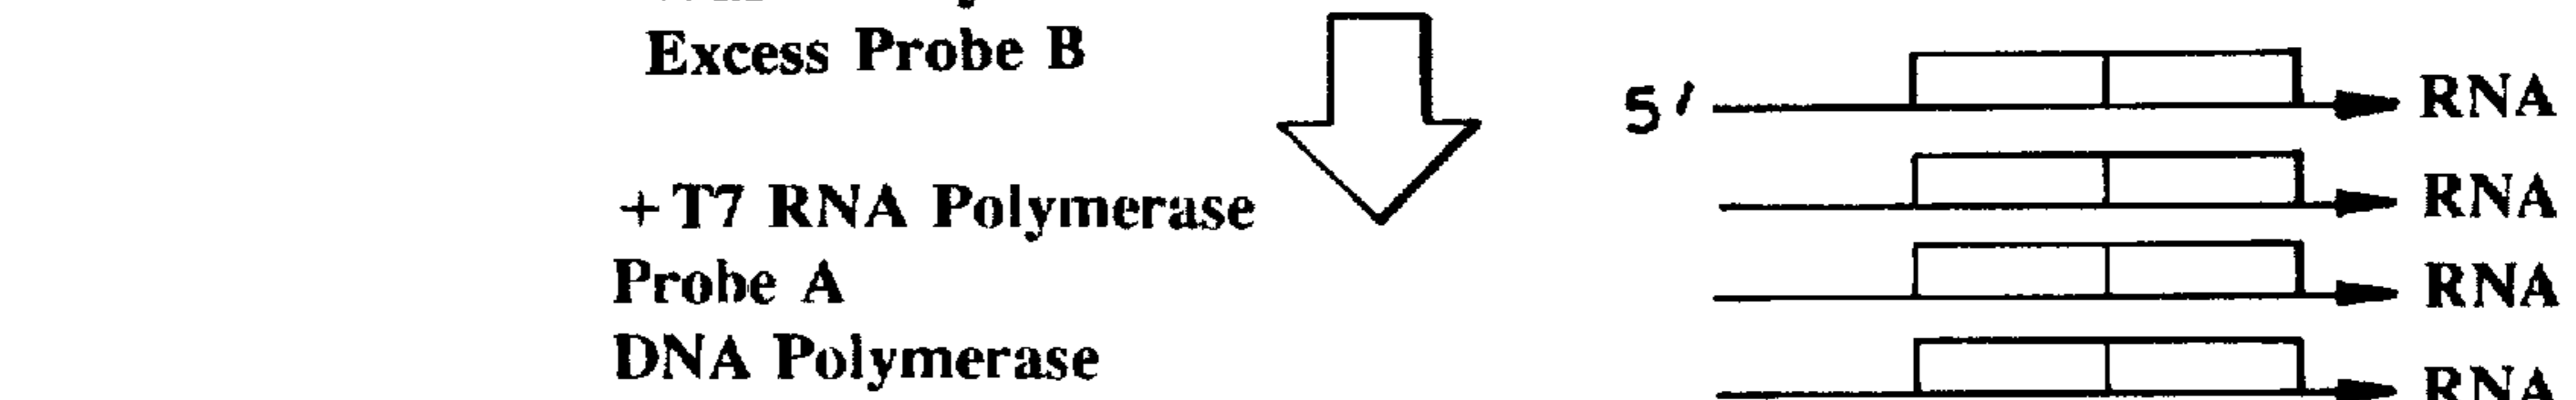 Excess Probe B
5' RNA
RNA
+T7 RNA Polymerase
Probe A
RNA
DNA Polymerase
RNA